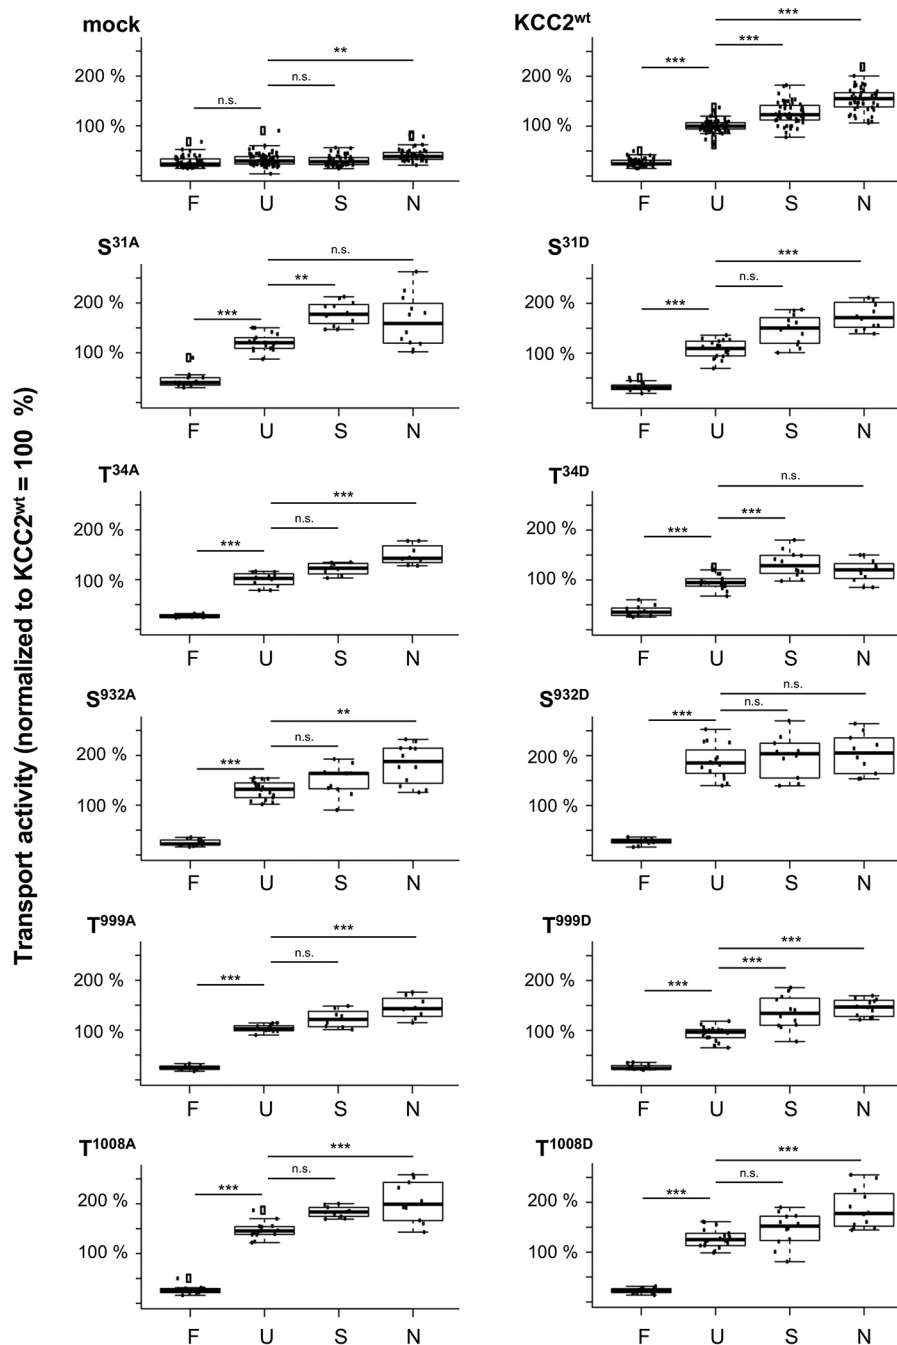 Transport activity (normalized to KCC2wt = 100 %)
mock
200 %
100 %
n.s.
n.s.
**
F U S N
KCC2wt
200 %
100 %
***
***
***
F U S N
S31A
200 %
100 %
***
**
n.s.
F U S N
S31D
200 %
100 %
***
n.s.
***
F U S N
T34A
200 %
100 %
***
n.s.
***
F U S N
T34D
200 %
100 %
***
***
n.s.
F U S N
S932A
200 %
100 %
***
n.s.
**
F U S N
S932D
200 %
100 %
***
n.s.
n.s.
F U S N
T999A
200 %
100 %
***
n.s.
***
F U S N
T999D
200 %
100 %
***
***
***
F U S N
T1008A
200 %
100 %
***
n.s.
***
F U S N
T1008D
200 %
100 %
***
n.s.
***
F U S N